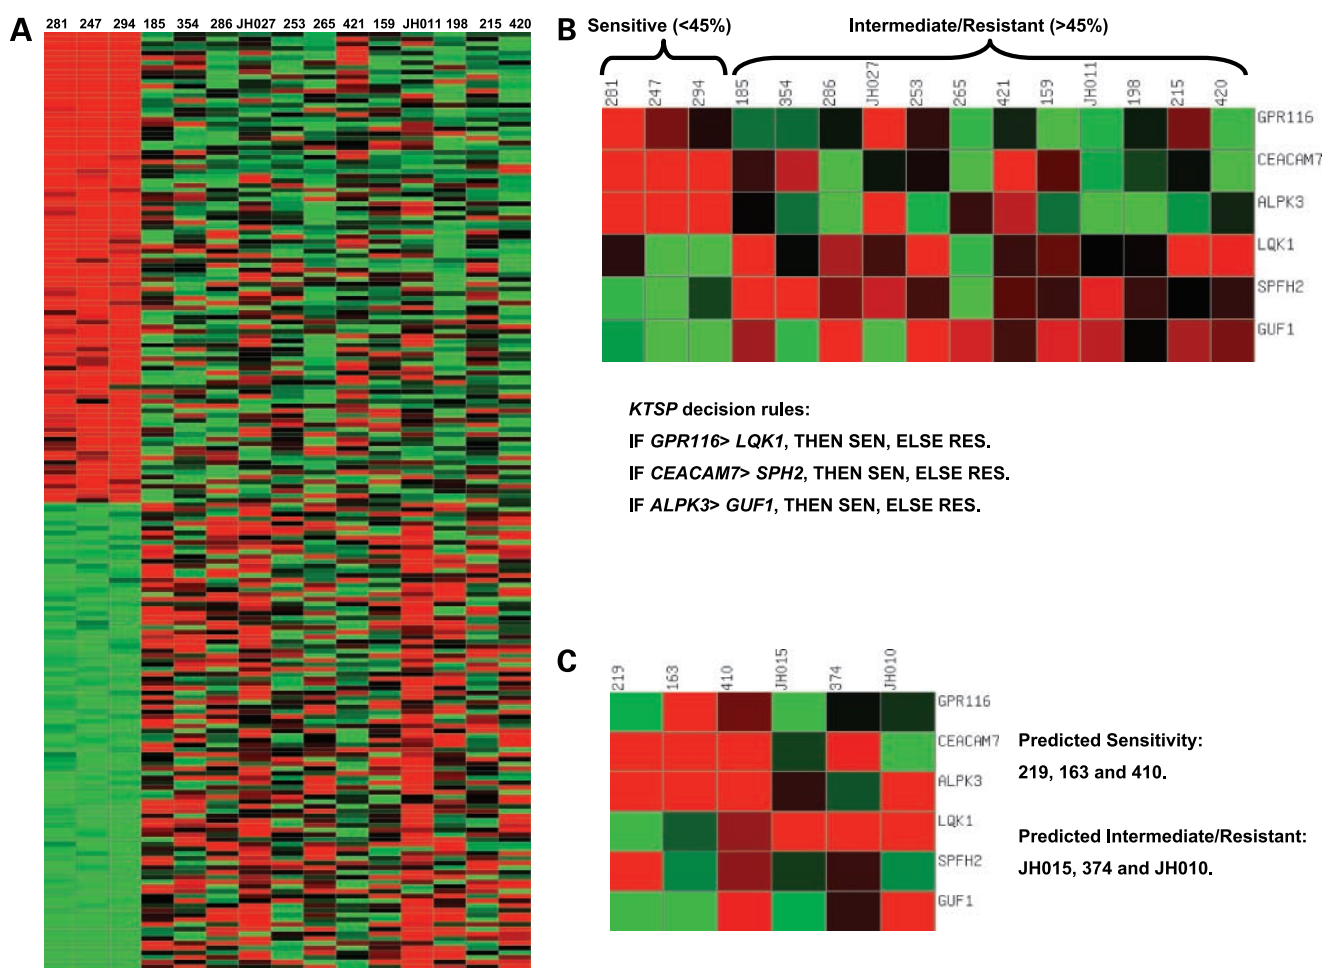 A
281 247 294 185 354 286 JH027 253 265 421 159 JH011 198 215 420
B
Sensitive (<45%) Intermediate/Resistant (>45%)
281 247 294 185 354 286 JH027 253 265 421 159 JH011 198 215 420
GPR116
CEACAM7
ALPK3
LQK1
SPFH2
GUF1
KTSP decision rules:
IF GPR116> LQK1, THEN SEN, ELSE RES.
IF CEACAM7> SPH2, THEN SEN, ELSE RES.
IF ALPK3> GUF1, THEN SEN, ELSE RES.
C
219 163 410 JH015 374 JH010
GPR116
CEACAM7
ALPK3
LQK1
SPFH2
GUF1
Predicted Sensitivity:
219, 163 and 410.
Predicted Intermediate/Resistant:
JH015, 374 and JH010.